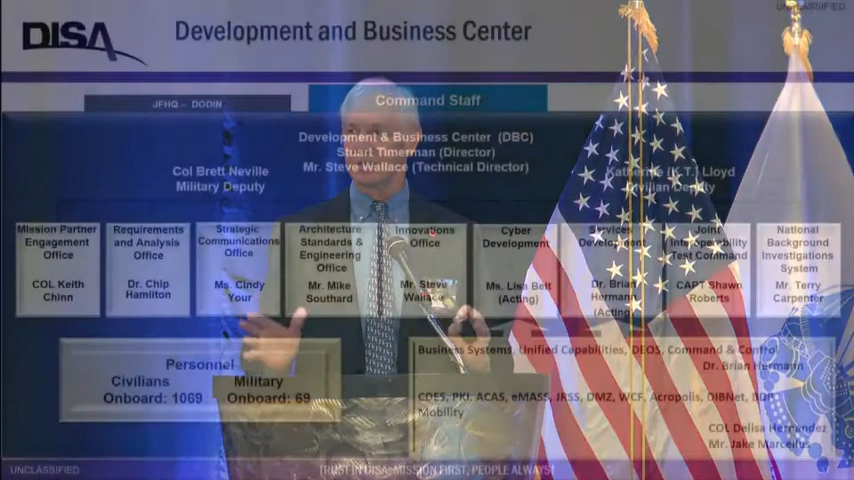 UNCLASSIFIED
DISA
Development and Business Center
JFHQ - DODIN
Command Staff
Development & Business Center (DBC)
Stuart Timerman (Director)
Mr. Steve Wallace (Technical Director)
Col Brett Neville
Military Deputy
Katherine (K.T.) Lloyd
Civilian Deputy
Mission Partner
Engagement
Office
COL Keith
Chinn
Requirements
and Analysis
Office
Dr. Chip
Hamilton
Strategic
Communications
Office
Ms. Cindy
Your
Architecture
Standards &
Engineering
Office
Mr. Mike
Southard
Innovations
Office
Mr. Steve
Wallace
Cyber
Development
Ms. Lisa Belt
(Acting)
Services
Development
Dr. Brian
Hermann
(Acting)
Joint
Interoperability
Test Command
CAPT Shawn
Roberts
National
Background
Investigations
System
Mr. Terry
Carpenter
Personnel
Civilians
Onboard: 1069
Military
Onboard: 69
Business Systems, Unified Capabilities, DEOS, Command & Control
Dr. Brian Hermann
CDES, PKI, ACAS, eMASS, JRSS, DMZ, WCF, Acropolis, DIBNet, BDP
Mobility
COL Delisa Hernandez
Mr. Jake Marcellus
UNCLASSIFIED
TRUST IN DISA: MISSION FIRST, PEOPLE ALWAYS!